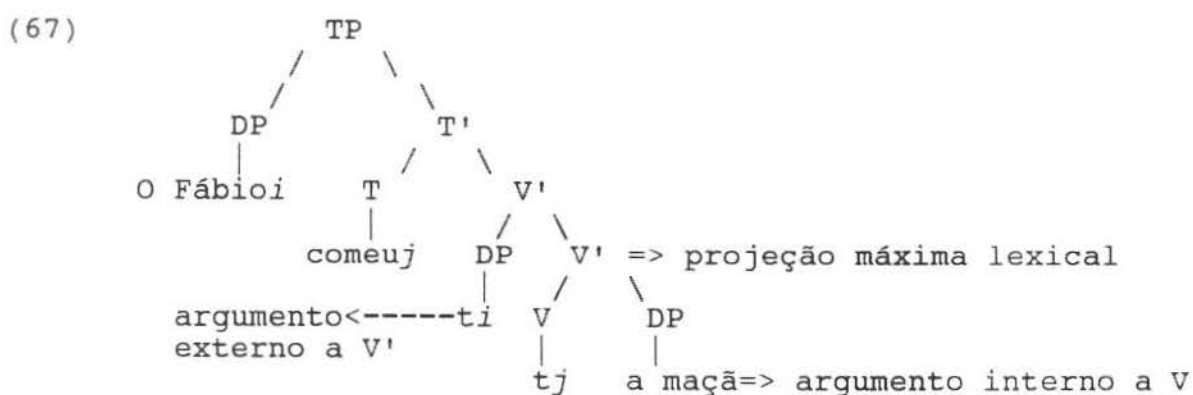 (67) TP
DP T'
O Fábioi T V'
comeuj DP V' => projeção máxima lexical
argumento<-----ti V DP
externo a V'
tj a maçã=> argumento interno a V